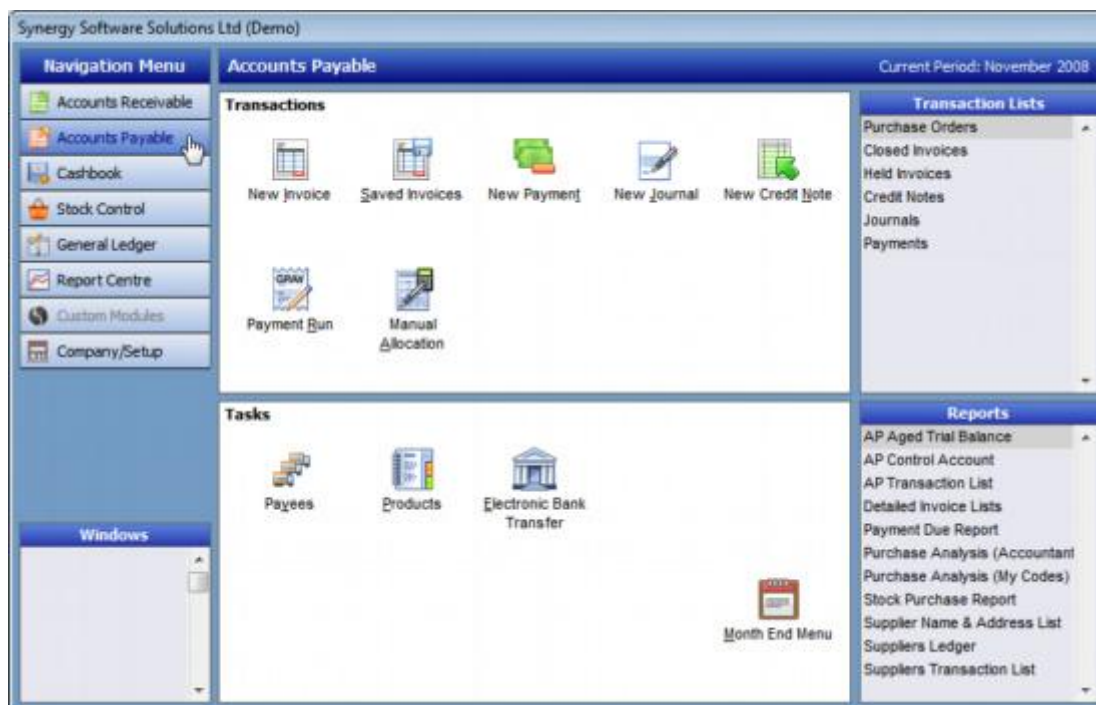 Synergy Software Solutions Ltd (Demo)
Navigation Menu
Accounts Receivable
Accounts Payable
Cashbook
Stock Control
General Ledger
Report Centre
Custom Modules
Company/Setup
Windows
Accounts Payable
Current Period: November 2008
Transactions
New Invoice
Saved Invoices
New Payment
New Journal
New Credit Note
Payment Run
Manual
Allocation
Tasks
Payees
Products
Electronic Bank
Transfer
Month End Menu
Transaction Lists
Purchase Orders
Closed Invoices
Held Invoices
Credit Notes
Journals
Payments
Reports
AP Aged Trial Balance
AP Control Account
AP Transaction List
Detailed Invoice Lists
Payment Due Report
Purchase Analysis (Accountant
Purchase Analysis (My Codes)
Stock Purchase Report
Supplier Name & Address List
Suppliers Ledger
Suppliers Transaction List